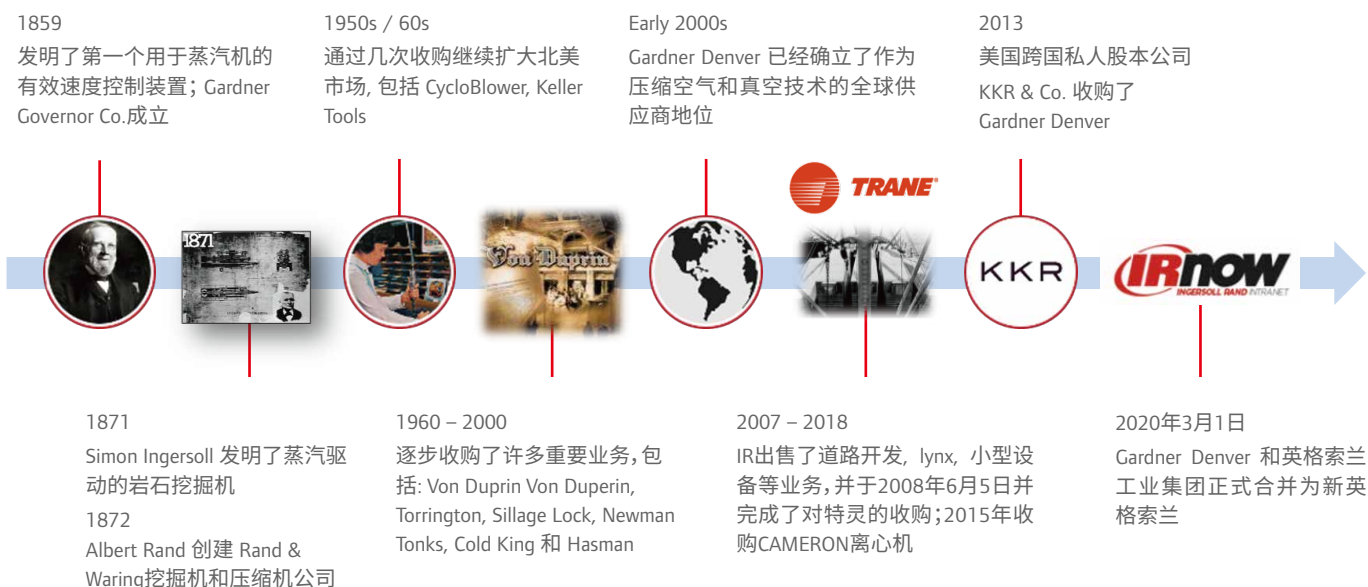 1859
发明了第一个用于蒸汽机的
有效速度控制装置; Gardner
Governor Co.成立
1950s / 60s
通过几次收购继续扩大北美
市场, 包括 CycloBlower, Keller
Tools
Early 2000s
Gardner Denver 已经确立了作为
压缩空气和真空技术的全球供
应商地位
2013
美国跨国私人股本公司
KKR & Co. 收购了
Gardner Denver
TRANE
1871
Von Duprin
KKR
IRNOW
INGERSOLL RAND INTRANET
1871
Simon Ingersoll 发明了蒸汽驱
动的岩石挖掘机
1872
Albert Rand 创建 Rand &
Waring挖掘机和压缩机公司
1960 – 2000
逐步收购了许多重要业务,包
括: Von Duprin Von Duperin,
Torrington, Sillage Lock, Newman
Tonks, Cold King 和 Hasman
2007 – 2018
IR出售了道路开发, lynx, 小型设
备等业务,并于2008年6月5日并
完成了对特灵的收购;2015年收
购CAMERON离心机
2020年3月1日
Gardner Denver 和英格索兰
工业集团正式合并为新英
格索兰